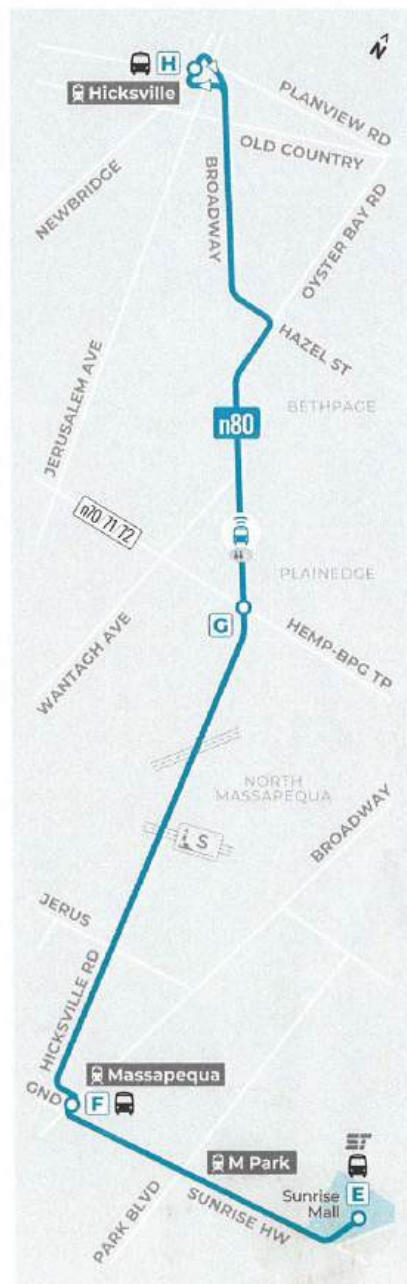 N
H
Hicksville
PLANVIEW RD
OLD COUNTRY
BROADWAY
NEWBRIDGE
OYSTER BAY RD
HAZEL ST
JERUSALEM AVE
BETHPAGE
n80
n70 71 72
PLAINEDGE
G
HEMP-BPG TP
WANTAGH AVE
NORTH
MASSAPEQUA
BROADWAY
S
JERUS
HICKSVILLE RD
Massapequa
GND
F
M Park
ST
E
Sunrise
Mall
PARK BLVD
SUNRISE HW